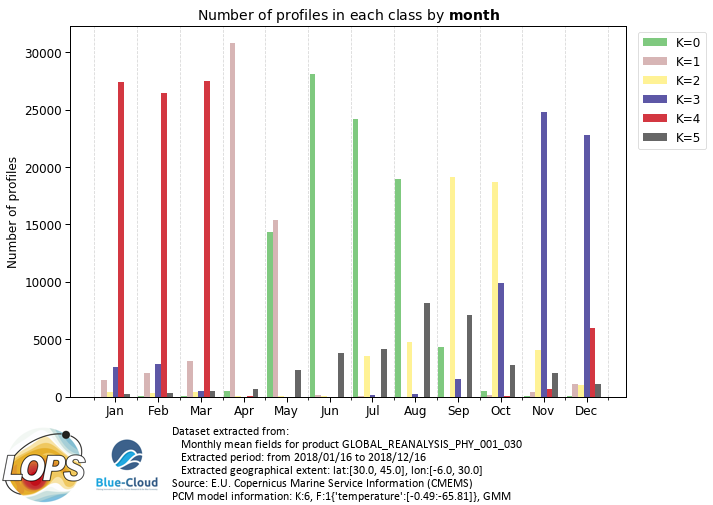 Number of profiles in each class by month
Number of profiles
30000
25000
20000
15000
10000
5000
0
Jan Feb Mar Apr May Jun Jul Aug Sep Oct Nov Dec
K=0
K=1
K=2
K=3
K=4
K=5
LOPS
Blue-Cloud
Dataset extracted from:
Monthly mean fields for product GLOBAL_REANALYSIS_PHY_001_030
Extracted period: from 2018/01/16 to 2018/12/16
Extracted geographical extent: lat:[30.0, 45.0], lon:[-6.0, 30.0]
Source: E.U. Copernicus Marine Service Information (CMEMS)
PCM model information: K:6, F:1{'temperature':[-0.49:-65.81]}, GMM